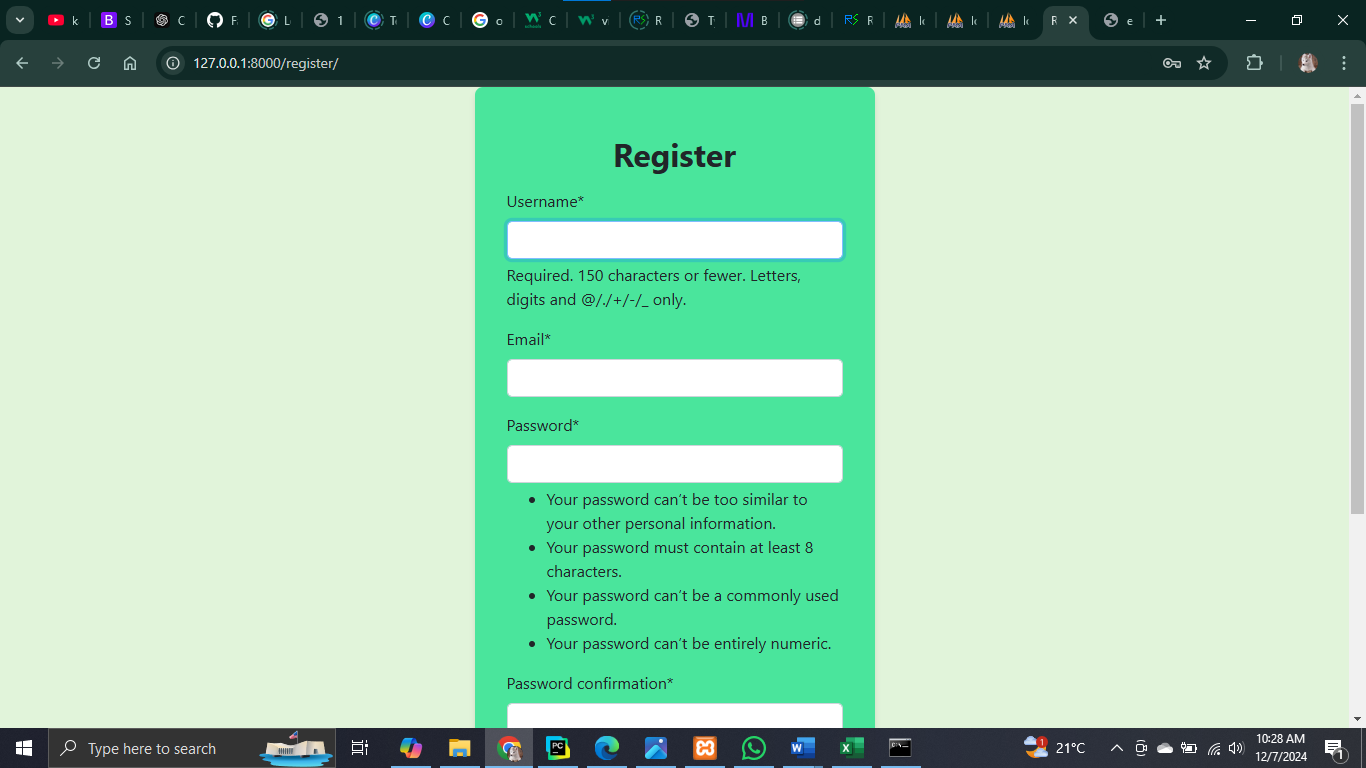 k
S
C
F
L
1
T
C
o
C
v
R
T
B
d
R
lo
lo
lo
R
e
127.0.0.1:8000/register/
Register
Username*
Required. 150 characters or fewer. Letters,
digits and @/./+/-/_ only.
Email*
Password*
Your password can’t be too similar to
your other personal information.
Your password must contain at least 8
characters.
Your password can’t be a commonly used
password.
Your password can’t be entirely numeric.
Password confirmation*
Type here to search
21°C
10:28 AM
12/7/2024